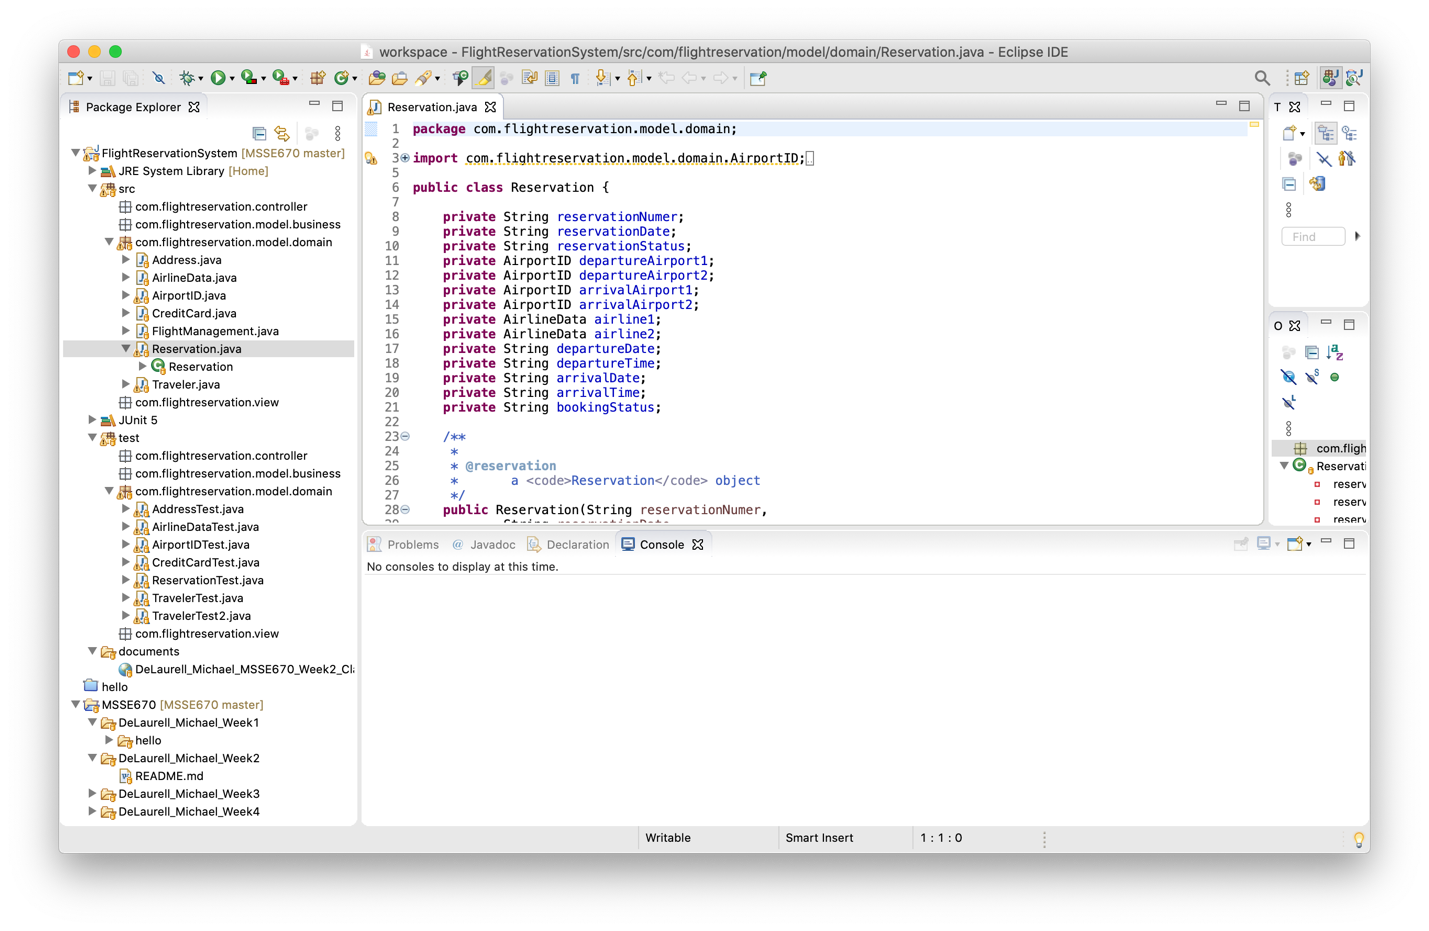 workspace - FlightReservationSystem/src/com/flightreservation/model/domain/Reservation.java - Eclipse IDE
Package Explorer
FlightReservationSystem [MSSE670 master]
JRE System Library [Home]
src
com.flightreservation.controller
com.flightreservation.model.business
com.flightreservation.model.domain
Address.java
AirlineData.java
AirportID.java
CreditCard.java
FlightManagement.java
Reservation.java
Reservation
Traveler.java
com.flightreservation.view
JUnit 5
test
com.flightreservation.controller
com.flightreservation.model.business
com.flightreservation.model.domain
AddressTest.java
AirlineDataTest.java
AirportIDTest.java
CreditCardTest.java
ReservationTest.java
TravelerTest.java
TravelerTest2.java
com.flightreservation.view
documents
DeLaurell_Michael_MSSE670_Week2_Cl
hello
MSSE670 [MSSE670 master]
DeLaurell_Michael_Week1
hello
DeLaurell_Michael_Week2
README.md
DeLaurell_Michael_Week3
DeLaurell_Michael_Week4
Reservation.java
1 package com.flightreservation.model.domain;
2
3 import com.flightreservation.model.domain.AirportID;
5
6 public class Reservation {
7
8 private String reservationNumer;
9 private String reservationDate;
10 private String reservationStatus;
11 private AirportID departureAirport1;
12 private AirportID departureAirport2;
13 private AirportID arrivalAirport1;
14 private AirportID arrivalAirport2;
15 private AirlineData airline1;
16 private AirlineData airline2;
17 private String departureDate;
18 private String departureTime;
19 private String arrivalDate;
20 private String arrivalTime;
21 private String bookingStatus;
22
23 /**
24 *
25 * @reservation
26 * a <code>Reservation</code> object
27 */
28 public Reservation(String reservationNumer,
T
Find
O
com.fligh
Reservati
reserv
reserv
reserv
Problems
@ Javadoc
Declaration
Console
No consoles to display at this time.
Writable
Smart Insert
1 : 1 : 0